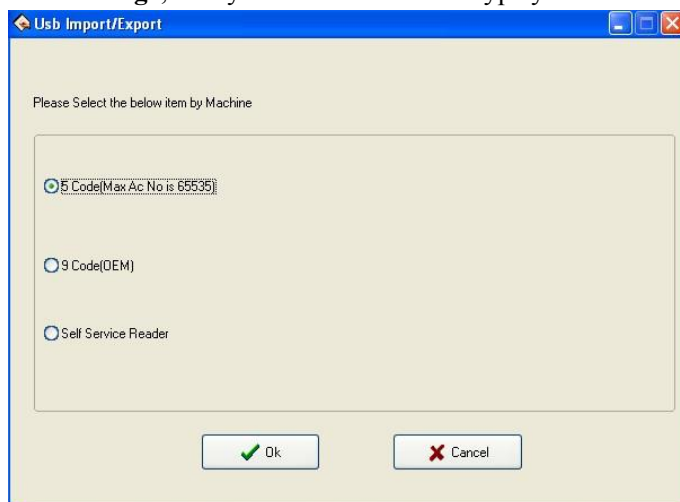 Usb Import/Export
Please Select the below item by Machine
5 Code(Max Ac No is 65535)
9 Code(OEM)
Self Service Reader
Ok
Cancel